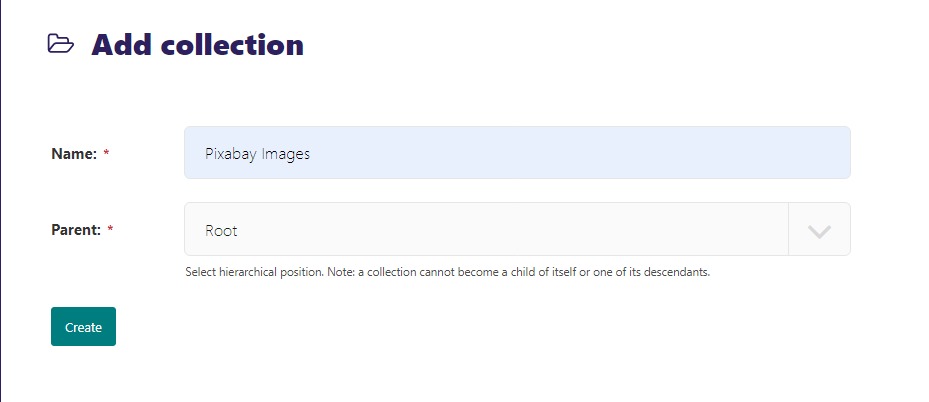 Add collection
Name: *
Pixabay Images
Parent: *
Root
Select hierarchical position. Note: a collection cannot become a child of itself or one of its descendants.
Create